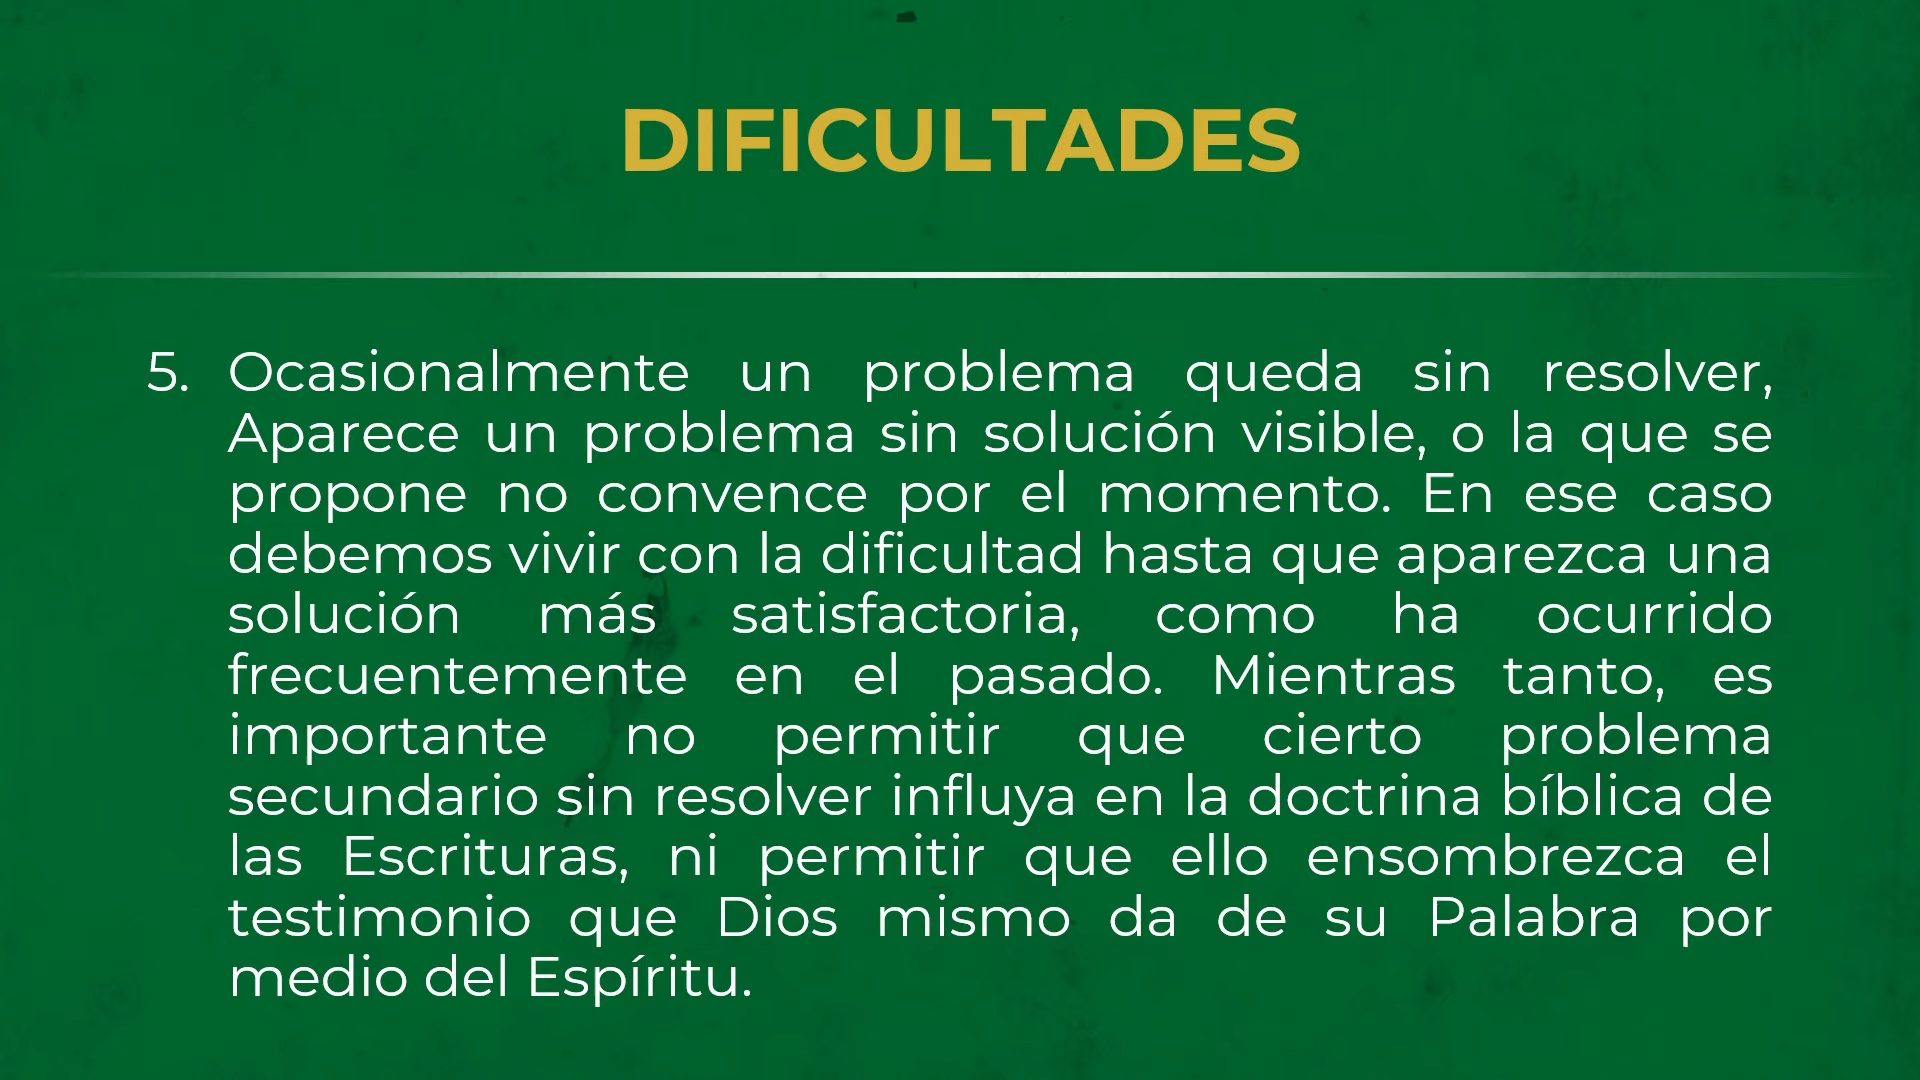 DIFICULTADES
5. Ocasionalmente un problema queda sin resolver,
Aparece un problema sin solución visible, o la que se
propone no convence por el momento. En ese caso
debemos vivir con la dificultad hasta que aparezca una
solución más satisfactoria, como ha ocurrido
frecuentemente en el pasado. Mientras tanto, es
importante no permitir que cierto problema
secundario sin resolver influya en la doctrina bíblica de
las Escrituras, ni permitir que ello ensombrezca el
testimonio que Dios mismo da de su Palabra por
medio del Espíritu.